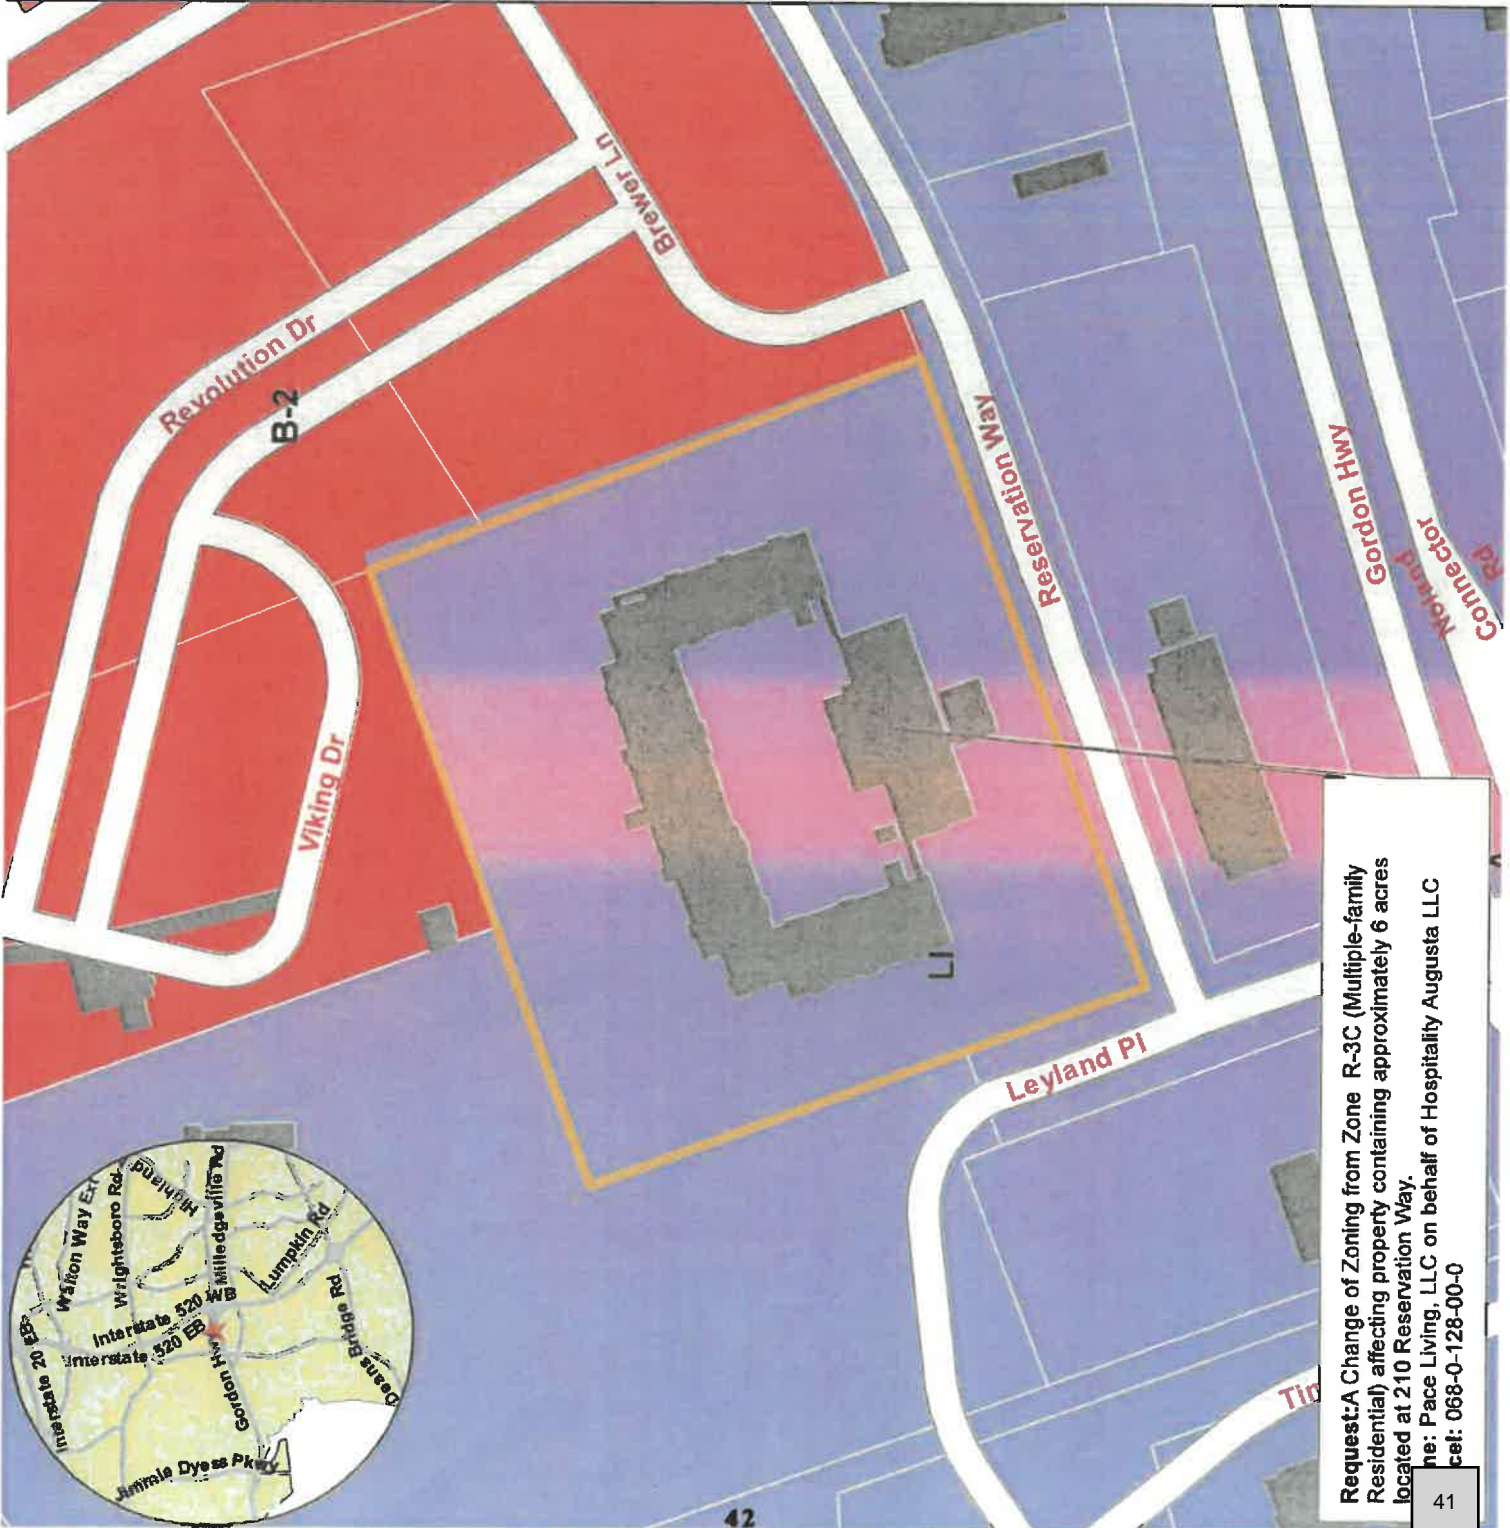 Revolution Dr
B-2
Brewer Ln
Viking Dr
Reservation Way
Gordon Hwy
Noland
Connector
Rd
LI
Leyland Pl
Tin
Interstate 20 EB
Walton Way Ext
Wrightsboro Rd
Highland
Milledgeville Rd
Lumpkin Rd
Interstate 520 WB
Interstate 520 EB
Gordon Hwy
Deans Bridge Rd
Jimmie Dyess Pkwy
Request:A Change of Zoning from Zone R-3C (Multiple-family
Residential) affecting property containing approximately 6 acres
located at 210 Reservation Way.
ne: Pace Living, LLC on behalf of Hospitality Augusta LLC
cel: 068-0-128-00-0
42
41